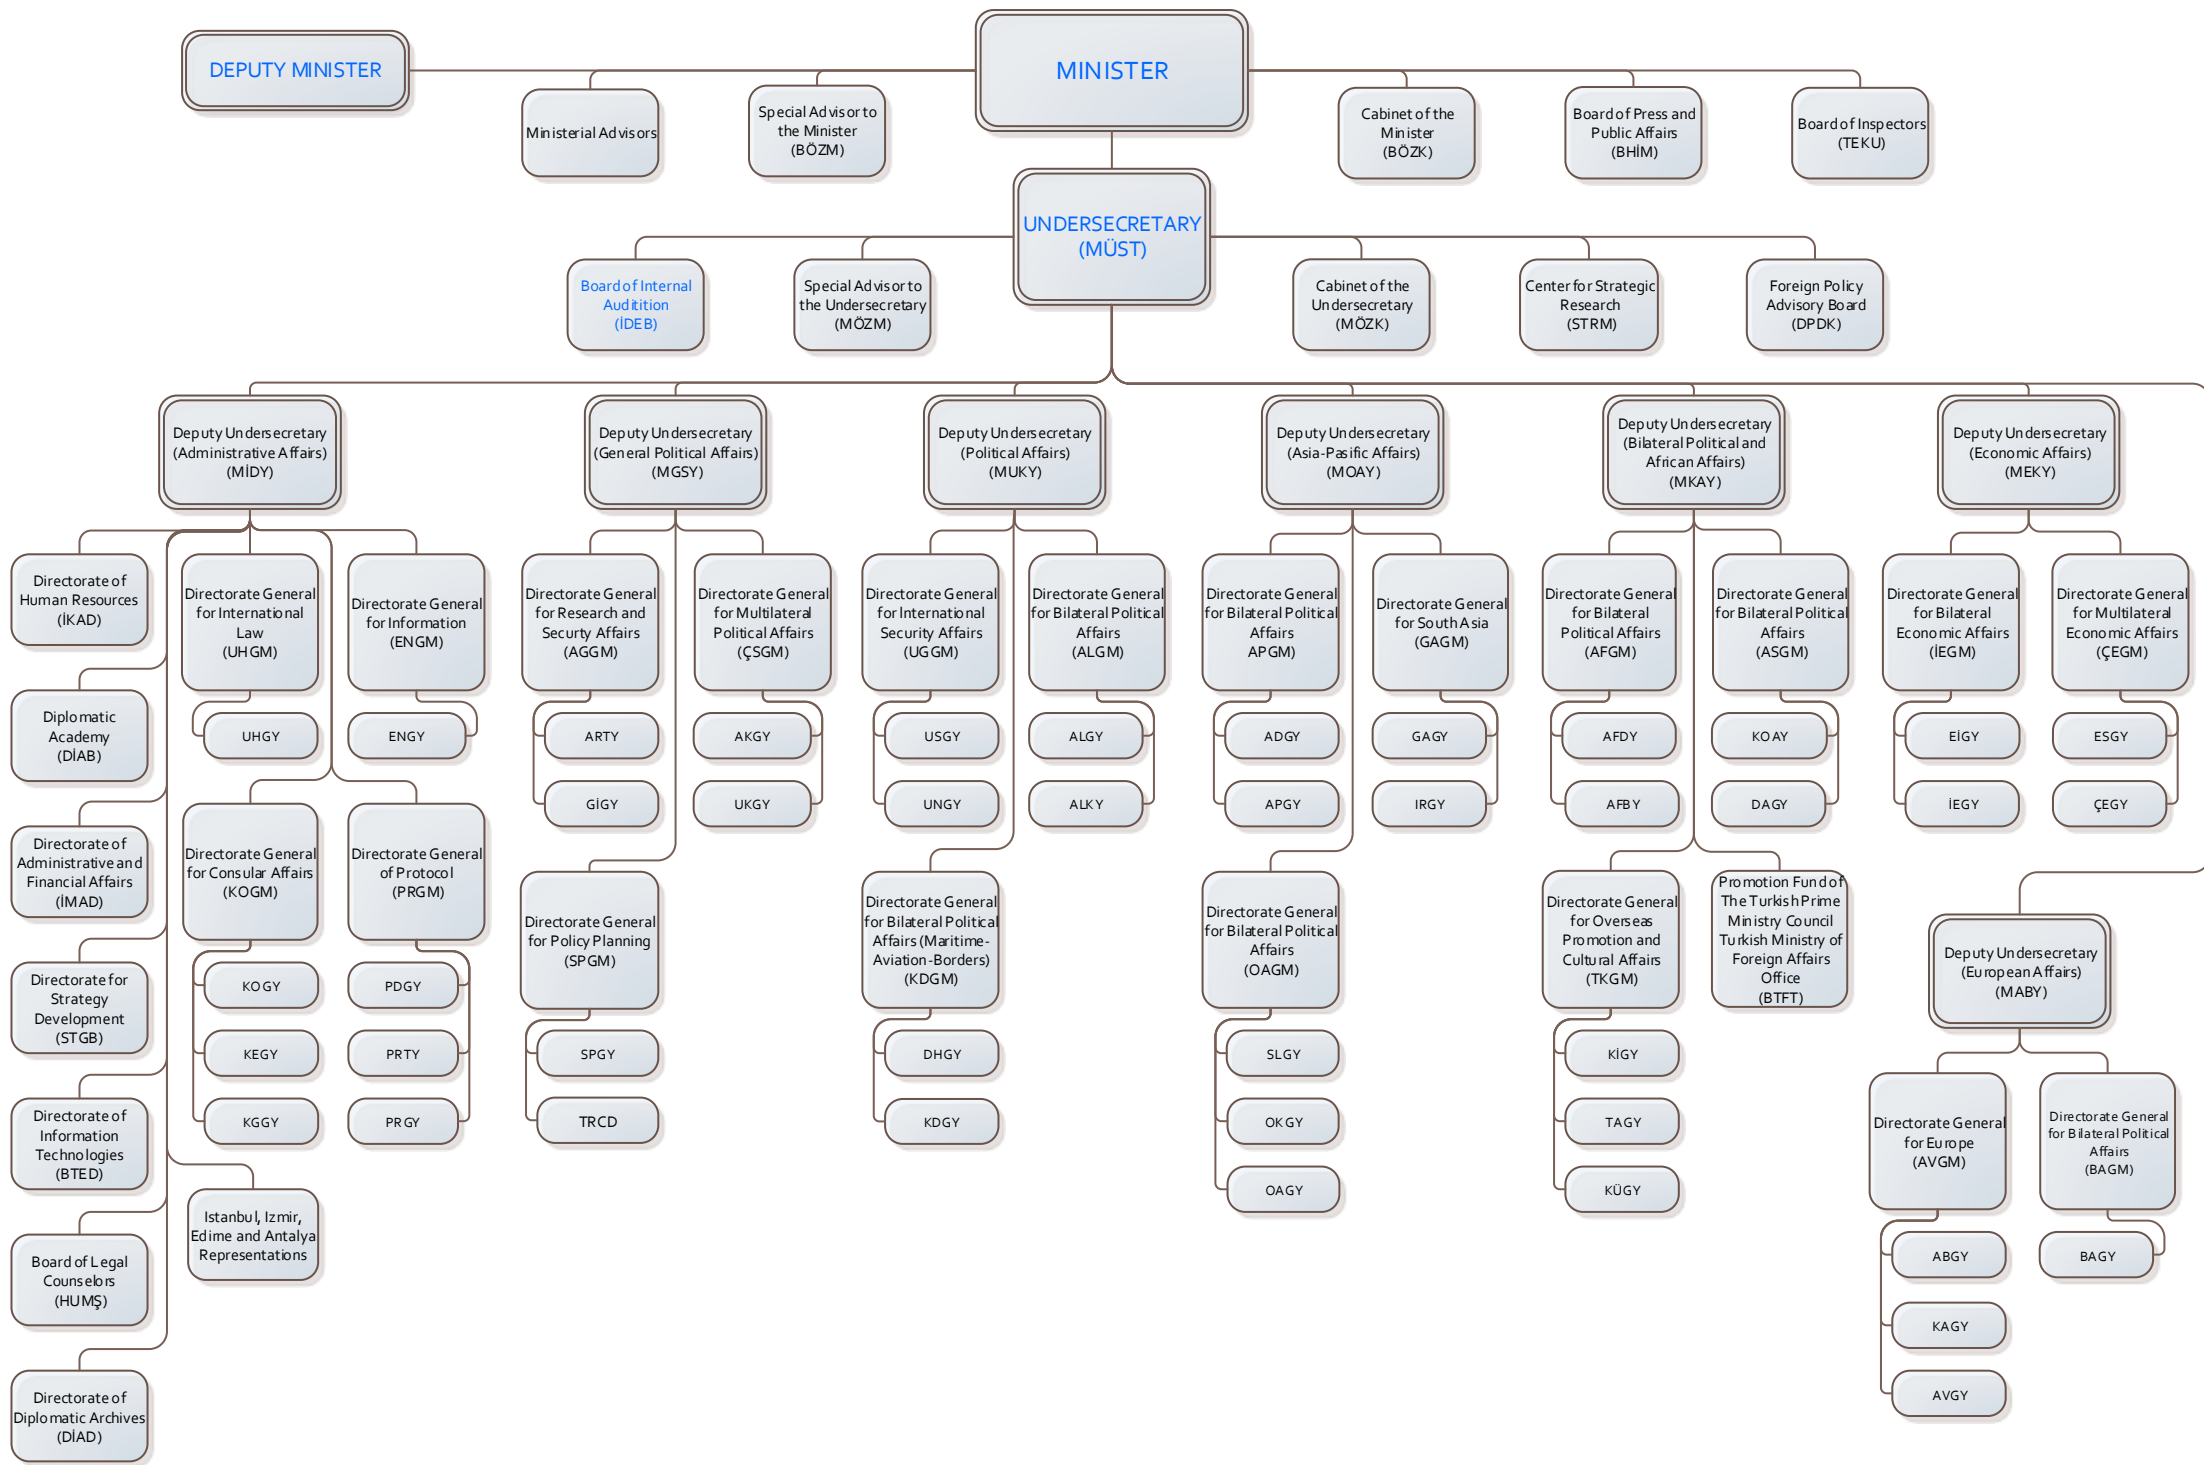 DEPUTY MINISTER
MINISTER
Ministerial Advisors
Special Advisor to
the Minister
(BÖZM)
Cabinet of the
Minister
(BÖZK)
Board of Press and
Public Affairs
(BHİM)
Board of Inspectors
(TEKU)
UNDERSECRETARY
(MÜST)
Board of Internal
Auditition
(İDEB)
Special Advisor to
the Undersecretary
(MÖZM)
Cabinet of the
Undersecretary
(MÖZK)
Center for Strategic
Research
(STRM)
Foreign Policy
Advisory Board
(DPDK)
Deputy Undersecretary
(Administrative Affairs)
(MİDY)
Deputy Undersecretary
(General Political Affairs)
(MGSY)
Deputy Undersecretary
(Political Affairs)
(MUKY)
Deputy Undersecretary
(Asia-Pasific Affairs)
(MOAY)
Deputy Undersecretary
(Bilateral Political and
African Affairs)
(MKAY)
Deputy Undersecretary
(Economic Affairs)
(MEKY)
Directorate of
Human Resources
(İKAD)
Directorate General
for International
Law
(UHGM)
Directorate General
for Information
(ENGM)
Directorate General
for Research and
Securty Affairs
(AGGM)
Directorate General
for Multilateral
Political Affairs
(ÇSGM)
Directorate General
for International
Security Affairs
(UGGM)
Directorate General
for Bilateral Political
Affairs
(ALGM)
Directorate General
for Bilateral Political
Affairs
APGM)
Directorate General
for South Asia
(GAGM)
Directorate General
for Bilateral
Political Affairs
(AFGM)
Directorate General
for Bilateral Political
Affairs
(ASGM)
Directorate General
for Bilateral
Economic Affairs
(İEGM)
Directorate General
for Multilateral
Economic Affairs
(ÇEGM)
Diplomatic
Academy
(DİAB)
UHGY
ENGY
ARTY
AKGY
USGY
ALGY
ADGY
GAGY
AFDY
KOAY
EİGY
ESGY
GİGY
UKGY
UNGY
ALKY
APGY
IRGY
AFBY
DAGY
İEGY
ÇEGY
Directorate of
Administrative and
Financial Affairs
(İMAD)
Directorate General
for Consular Affairs
(KOGM)
Directorate General
of Protocol
(PRGM)
Directorate General
for Policy Planning
(SPGM)
Directorate General
for Bilateral Political
Affairs (Maritime-
Aviation-Borders)
(KDGM)
Directorate General
for Bilateral Political
Affairs
(OAGM)
Directorate General
for Overseas
Promotion and
Cultural Affairs
(TKGM)
Promotion Fund of
The Turkish Prime
Ministry Council
Turkish Ministry of
Foreign Affairs
Office
(BTFT)
Deputy Undersecretary
(European Affairs)
(MABY)
Directorate for
Strategy
Development
(STGB)
KOGY
PDGY
KEGY
PRTY
SPGY
DHGY
SLGY
KİGY
Directorate of
Information
Technologies
(BTED)
KGGY
PRGY
TRCD
KDGY
OKGY
TAGY
Directorate General
for Europe
(AVGM)
Directorate General
for Bilateral Political
Affairs
(BAGM)
OAGY
KÜGY
Istanbul, Izmir,
Edirne and Antalya
Representations
Board of Legal
Counselors
(HUMŞ)
ABGY
BAGY
KAGY
AVGY
Directorate of
Diplomatic Archives
(DİAD)